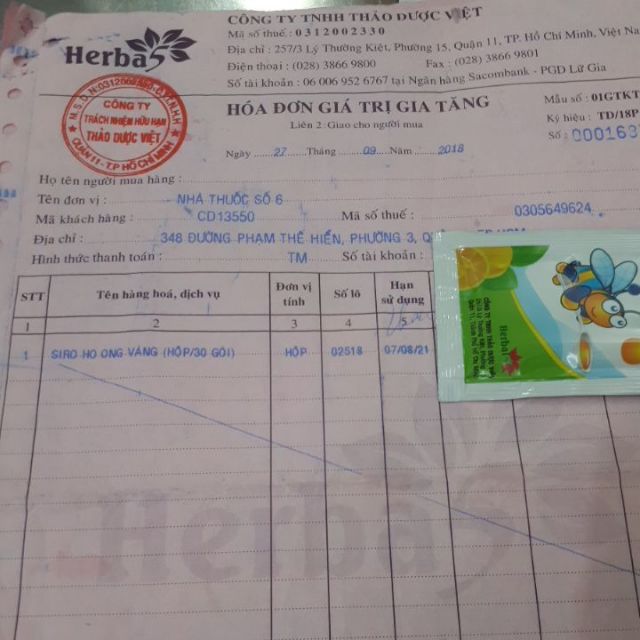 CÔNG TY TNHH THẢO DƯỢC VIỆT
Mã số thuế : 0312002330
Địa chỉ : 257/3 Lý Thường Kiệt, Phường 15, Quận 11, TP. Hồ Chí Minh, Việt Na
Điện thoại : (028) 3866 9800 Fax : (028) 3866 9801
Số tài khoản : 06 006 952 6767 tại Ngân hàng Sacombank - PGD Lữ Gia
Herba5
CÔNG TY
TRÁCH NHIỆM HỮU HẠN
THẢO DƯỢC VIỆT
QUẬN 11 - T.P HỒ CHÍ MINH
HÓA ĐƠN GIÁ TRỊ GIA TĂNG
Liên 2: Giao cho người mua
Mẫu số : 01GTKT
Ký hiệu : TD/18P
Số : 000163
Ngày 27 Tháng 09 Năm 2018
Họ tên người mua hàng :
Tên đơn vị : NHÀ THUỐC SỐ 6
Mã khách hàng : CD13550 Mã số thuế : 0305649624
Địa chỉ : 348 ĐƯỜNG PHẠM THẾ HIỂN, PHƯỜNG 3,
Hình thức thanh toán : TM Số tài khoản :
STT Tên hàng hoá, dịch vụ Đơn vị tính Số lô Hạn sử dụng
1 2 3 4 5
1 SIRO HO ONG VÀNG (HỘP/30 GÓI) HỘP 02518 07/08/21
Herba5
Herba